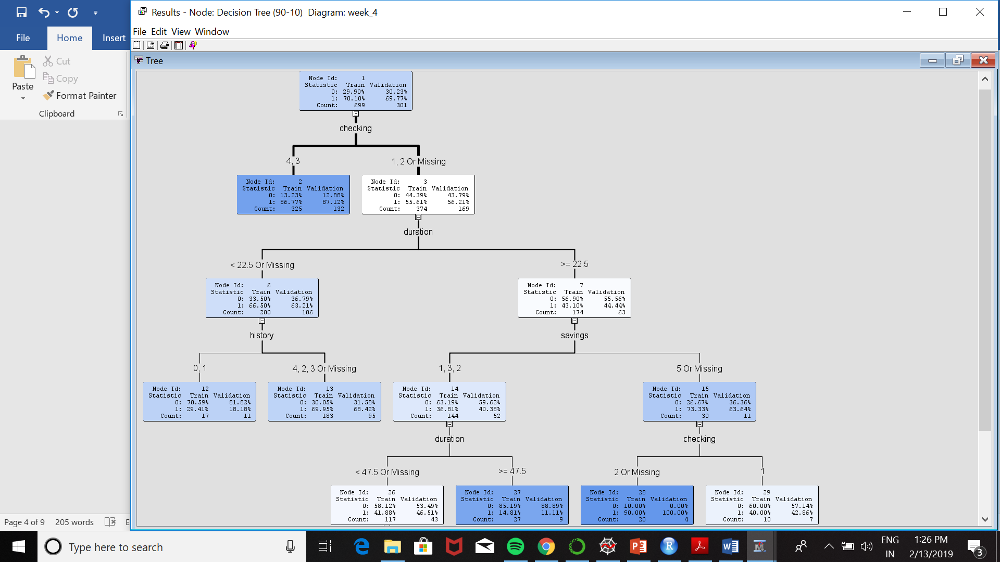 Results - Node: Decision Tree (90-10) Diagram: week_4
File Edit View Window
File Home Insert
Cut
Copy
Paste
Format Painter
Clipboard
Tree
Node Id: 1
Statistic Train Validation
0: 29.90% 30.23%
1: 70.10% 69.77%
Count: 699 301
checking
4, 3
1, 2 Or Missing
Node Id: 2
Statistic Train Validation
0: 13.23% 12.88%
1: 86.77% 87.12%
Count: 325 132
Node Id: 3
Statistic Train Validation
0: 44.39% 43.79%
1: 55.61% 56.21%
Count: 374 169
duration
< 22.5 Or Missing
>= 22.5
Node Id: 6
Statistic Train Validation
0: 33.50% 36.79%
1: 66.50% 63.21%
Count: 200 106
Node Id: 7
Statistic Train Validation
0: 56.90% 55.56%
1: 43.10% 44.44%
Count: 174 63
history
savings
0, 1
4, 2, 3 Or Missing
1, 3, 2
5 Or Missing
Node Id: 12
Statistic Train Validation
0: 70.59% 81.82%
1: 29.41% 18.18%
Count: 17 11
Node Id: 13
Statistic Train Validation
0: 30.05% 31.58%
1: 69.95% 68.42%
Count: 183 95
Node Id: 14
Statistic Train Validation
0: 63.19% 59.62%
1: 36.81% 40.38%
Count: 144 52
Node Id: 15
Statistic Train Validation
0: 26.67% 36.36%
1: 73.33% 63.64%
Count: 30 11
duration
checking
< 47.5 Or Missing
>= 47.5
2 Or Missing
1
Node Id: 26
Statistic Train Validation
0: 58.12% 53.49%
1: 41.88% 46.51%
Count: 117 43
Node Id: 27
Statistic Train Validation
0: 85.19% 88.89%
1: 14.81% 11.11%
Count: 27 9
Node Id: 28
Statistic Train Validation
0: 10.00% 0.00%
1: 90.00% 100.00%
Count: 20 4
Node Id: 29
Statistic Train Validation
0: 60.00% 57.14%
1: 40.00% 42.86%
Count: 10 7
Page 4 of 9 205 words E
Type here to search
ENG
IN
1:26 PM
2/13/2019
3